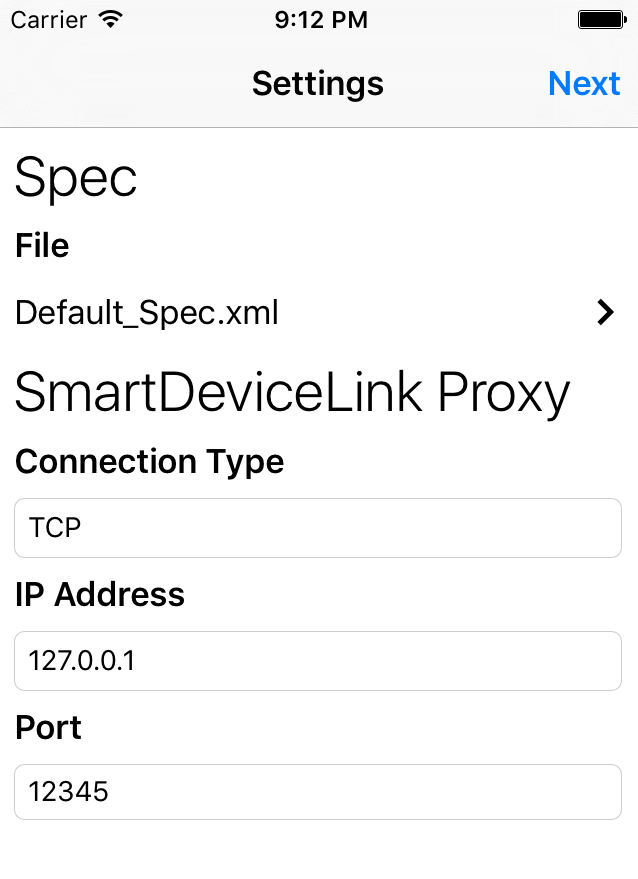 Carrier 9:12 PM
Settings Next
Spec
File
Default_Spec.xml
SmartDeviceLink Proxy
Connection Type
TCP
IP Address
127.0.0.1
Port
12345